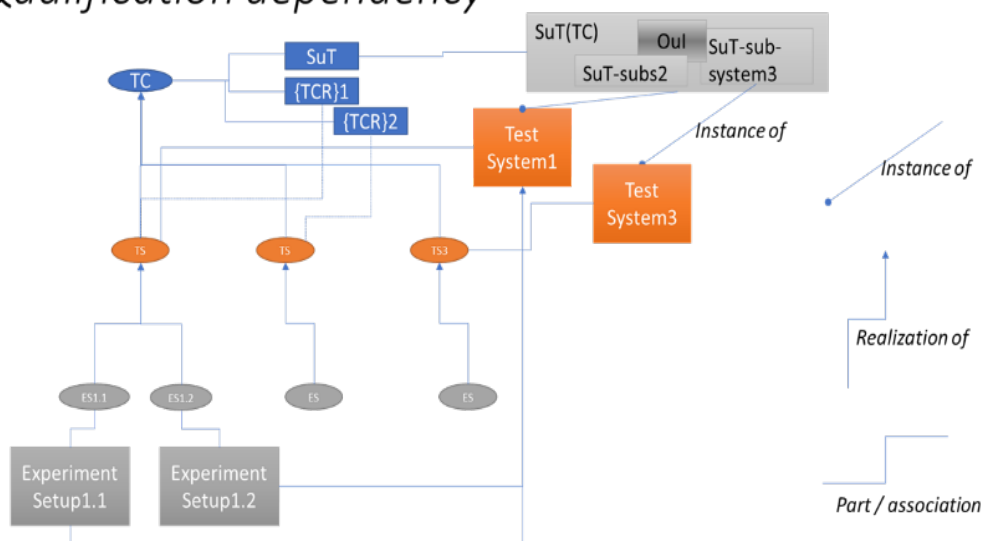 Qualification dependency
SuT(TC)
OuI
SuT-sub-
system3
SuT-subs2
SuT
TC
{TCR}1
{TCR}2
Test
System1
Instance of
Test
System3
Instance of
TS
TS
TS3
Realization of
ES1.1
ES1.2
ES
ES
Experiment
Setup1.1
Experiment
Setup1.2
Part / association